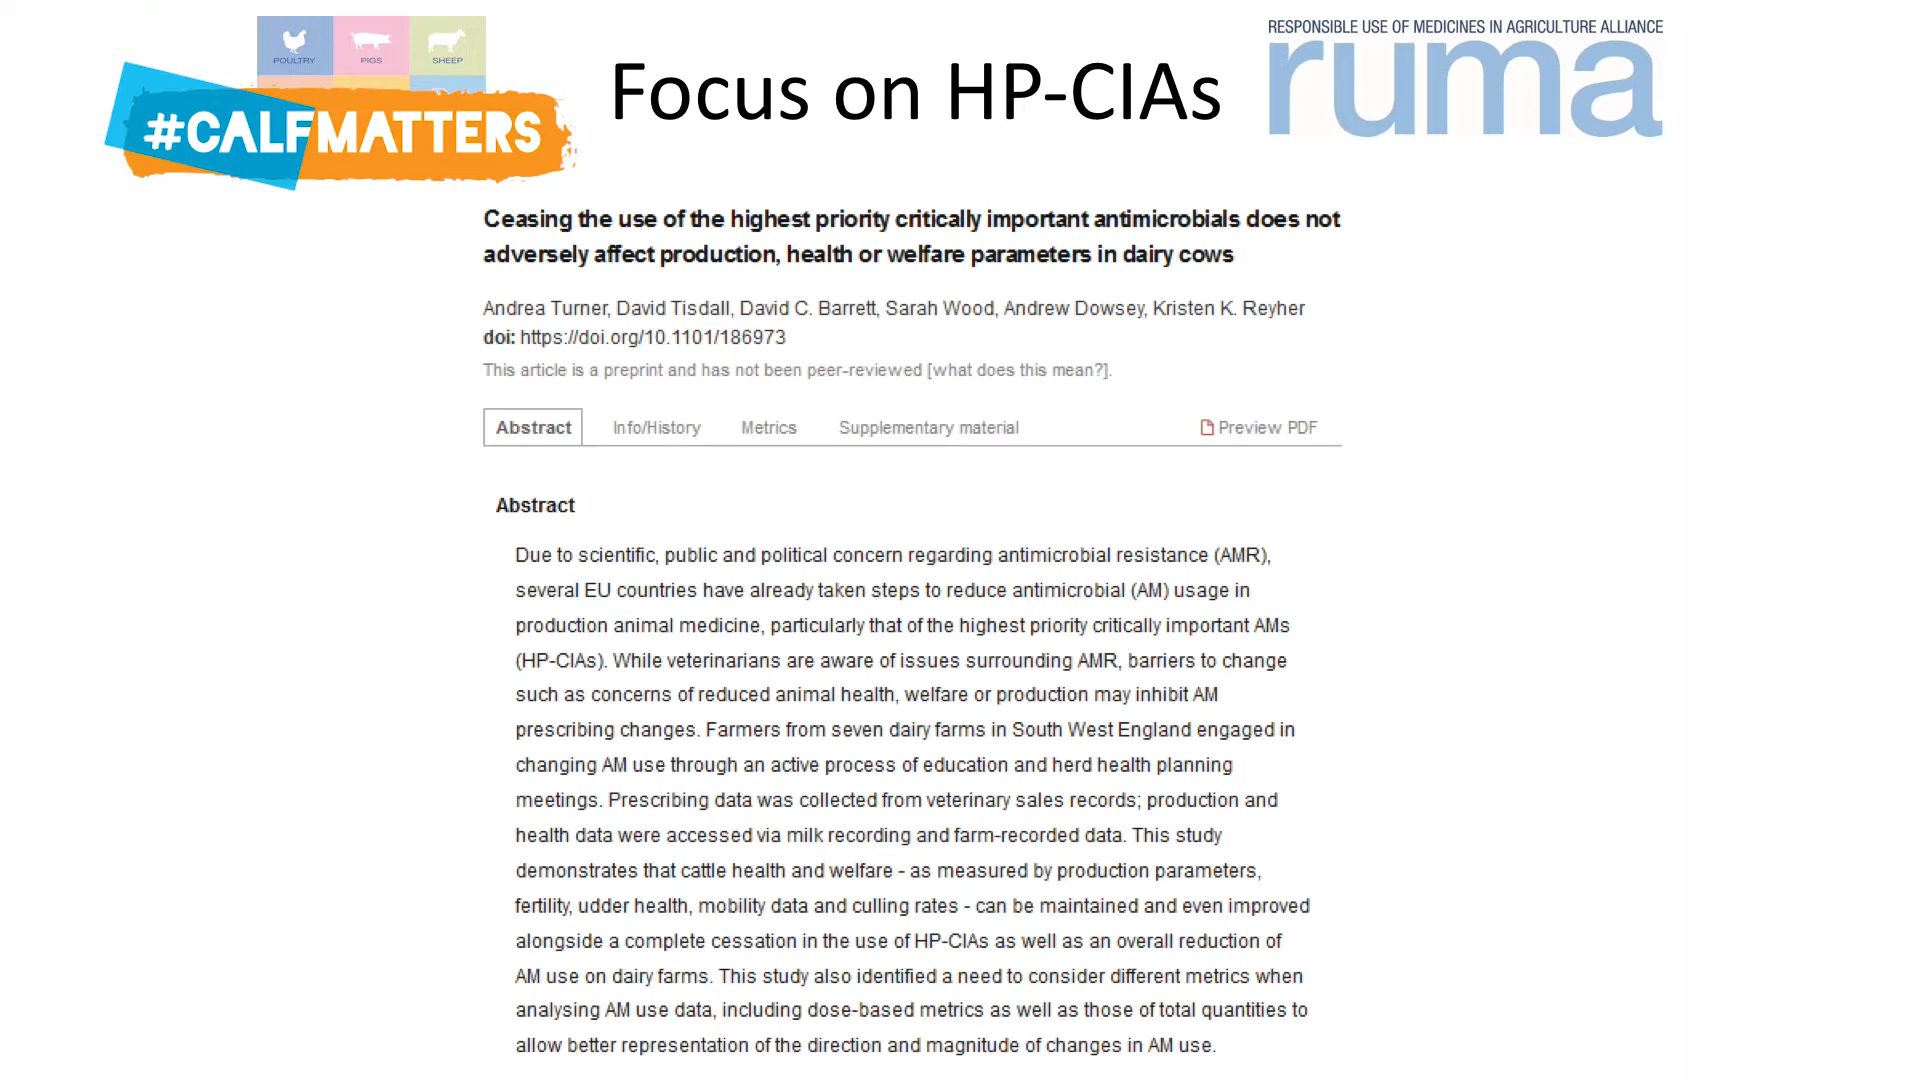 POULTRY
PIGS
SHEEP
#CALFMATTERS
Focus on HP-CIAs
RESPONSIBLE USE OF MEDICINES IN AGRICULTURE ALLIANCE
ruma
Ceasing the use of the highest priority critically important antimicrobials does not
adversely affect production, health or welfare parameters in dairy cows
Andrea Turner, David Tisdall, David C. Barrett, Sarah Wood, Andrew Dowsey, Kristen K. Reyher
doi: https://doi.org/10.1101/186973
This article is a preprint and has not been peer-reviewed [what does this mean?].
Abstract Info/History Metrics Supplementary material Preview PDF
Abstract
Due to scientific, public and political concern regarding antimicrobial resistance (AMR),
several EU countries have already taken steps to reduce antimicrobial (AM) usage in
production animal medicine, particularly that of the highest priority critically important AMs
(HP-CIAs). While veterinarians are aware of issues surrounding AMR, barriers to change
such as concerns of reduced animal health, welfare or production may inhibit AM
prescribing changes. Farmers from seven dairy farms in South West England engaged in
changing AM use through an active process of education and herd health planning
meetings. Prescribing data was collected from veterinary sales records; production and
health data were accessed via milk recording and farm-recorded data. This study
demonstrates that cattle health and welfare - as measured by production parameters,
fertility, udder health, mobility data and culling rates - can be maintained and even improved
alongside a complete cessation in the use of HP-CIAs as well as an overall reduction of
AM use on dairy farms. This study also identified a need to consider different metrics when
analysing AM use data, including dose-based metrics as well as those of total quantities to
allow better representation of the direction and magnitude of changes in AM use.